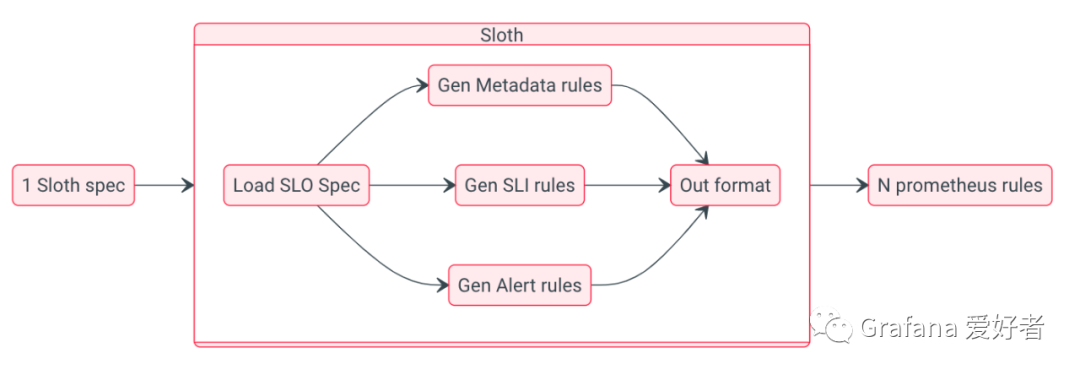 Sloth
Gen Metadata rules
1 Sloth spec
Load SLO Spec
Gen SLI rules
Out format
N prometheus rules
Gen Alert rules
Grafana 爱好者